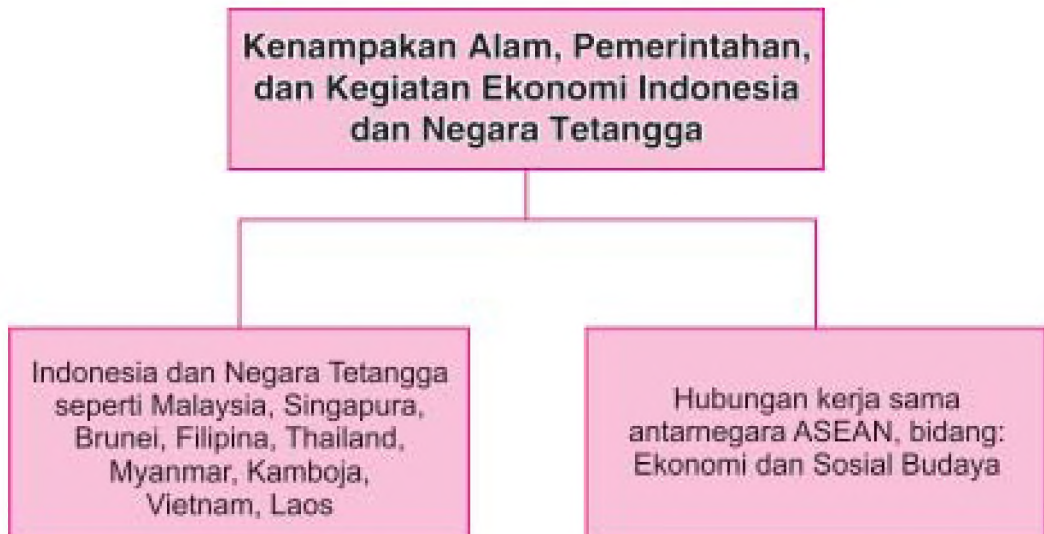 Kenampakan Alam, Pemerintahan,
dan Kegiatan Ekonomi Indonesia
dan Negara Tetangga
Indonesia dan Negara Tetangga
seperti Malaysia, Singapura,
Brunei, Filipina, Thailand,
Myanmar, Kamboja,
Vietnam, Laos
Hubungan kerja sama
antarnegara ASEAN, bidang:
Ekonomi dan Sosial Budaya